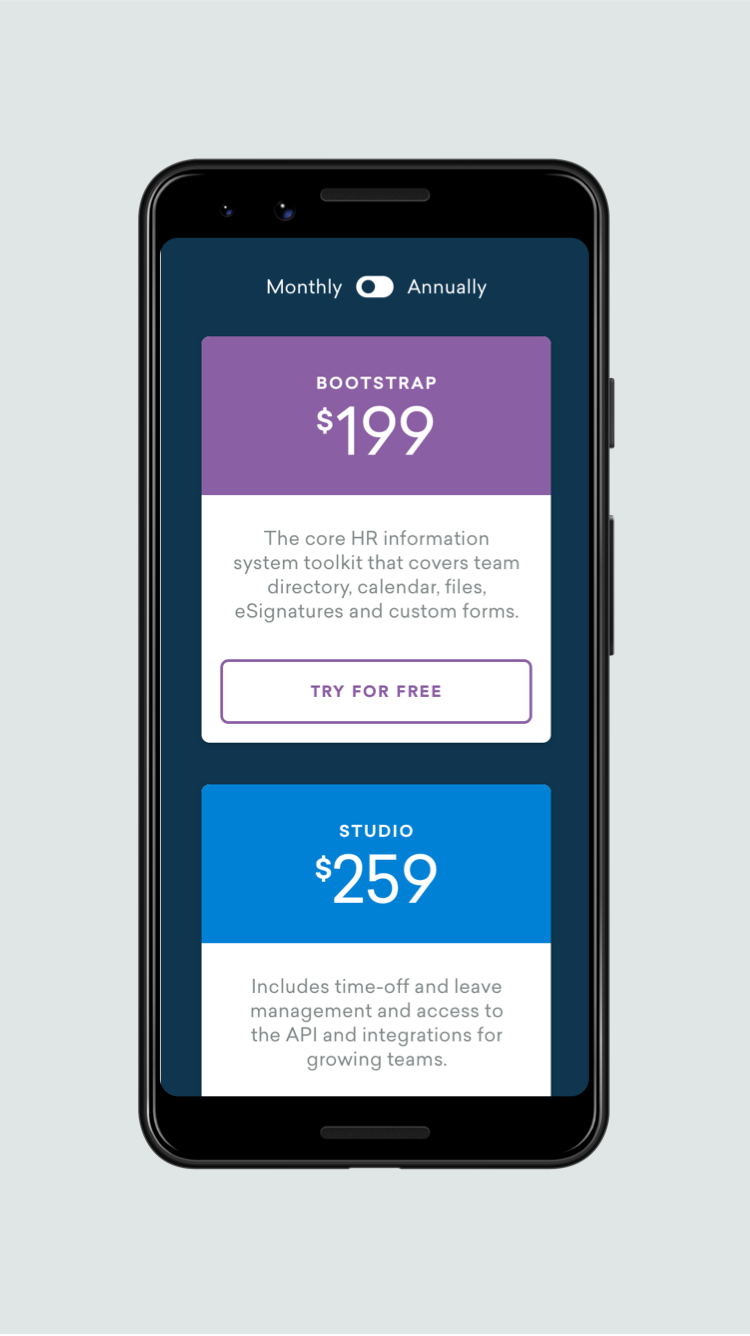 Monthly Annually
BOOTSTRAP
$199
The core HR information
system toolkit that covers team
directory, calendar, files,
eSignatures and custom forms.
TRY FOR FREE
STUDIO
$259
Includes time-off and leave
management and access to
the API and integrations for
growing teams.